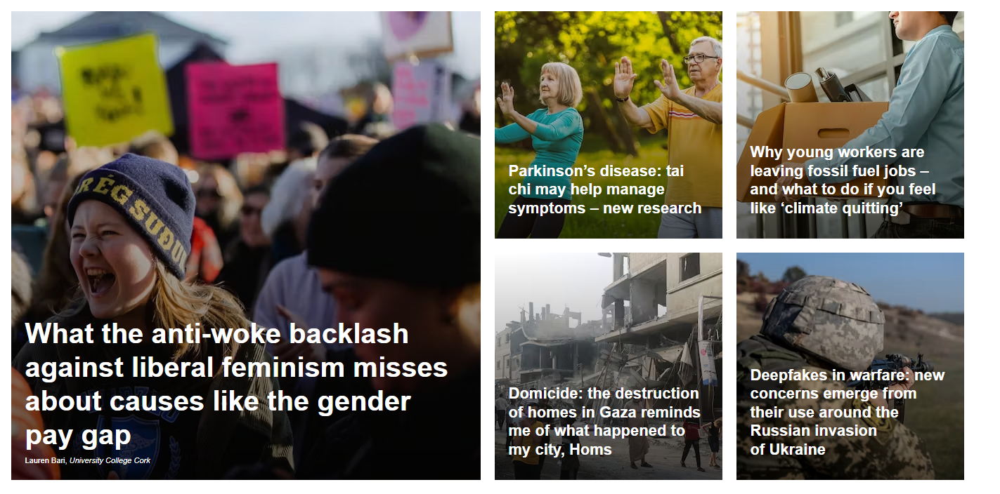 ARÉG SUÐU
What the anti-woke backlash
against liberal feminism misses
about causes like the gender
pay gap
Lauren Bari, University College Cork
Parkinson’s disease: tai
chi may help manage
symptoms – new research
Why young workers are
leaving fossil fuel jobs –
and what to do if you feel
like ‘climate quitting’
Domicide: the destruction
of homes in Gaza reminds
me of what happened to
my city, Homs
Deepfakes in warfare: new
concerns emerge from
their use around the
Russian invasion
of Ukraine